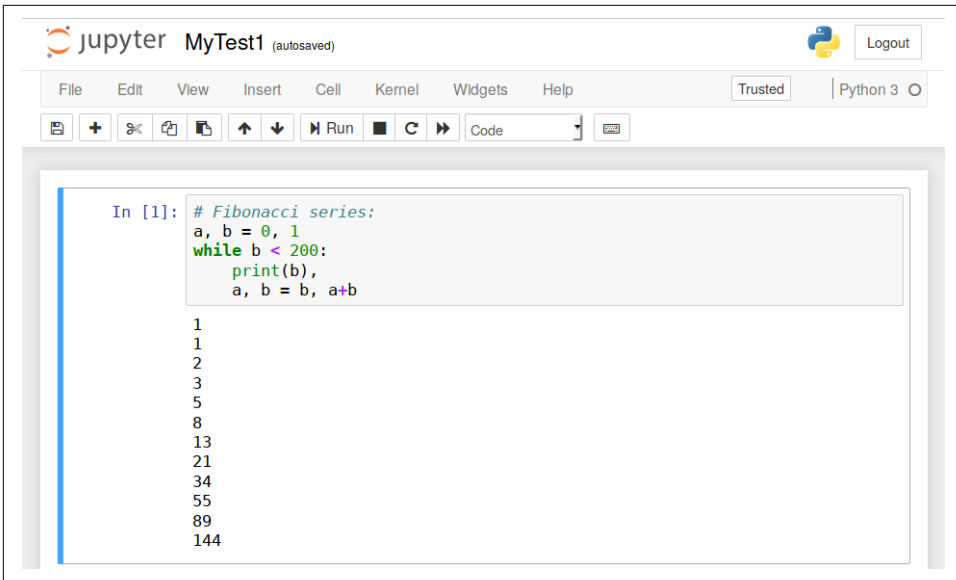 jupyter MyTest1 (autosaved) Logout
File Edit View Insert Cell Kernel Widgets Help Trusted Python 3
Run Code
In [1]: # Fibonacci series:
a, b = 0, 1
while b < 200:
    print(b),
    a, b = b, a+b
1
1
2
3
5
8
13
21
34
55
89
144